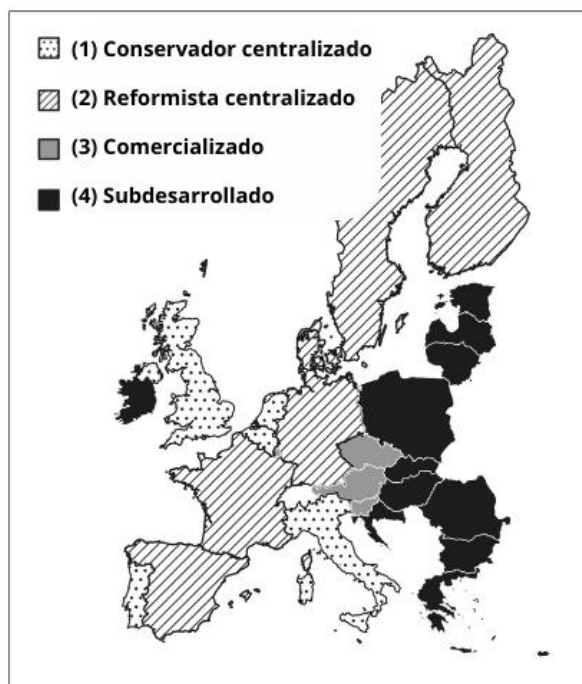 (1) Conservador centralizado
(2) Reformista centralizado
(3) Comercializado
(4) Subdesarrollado